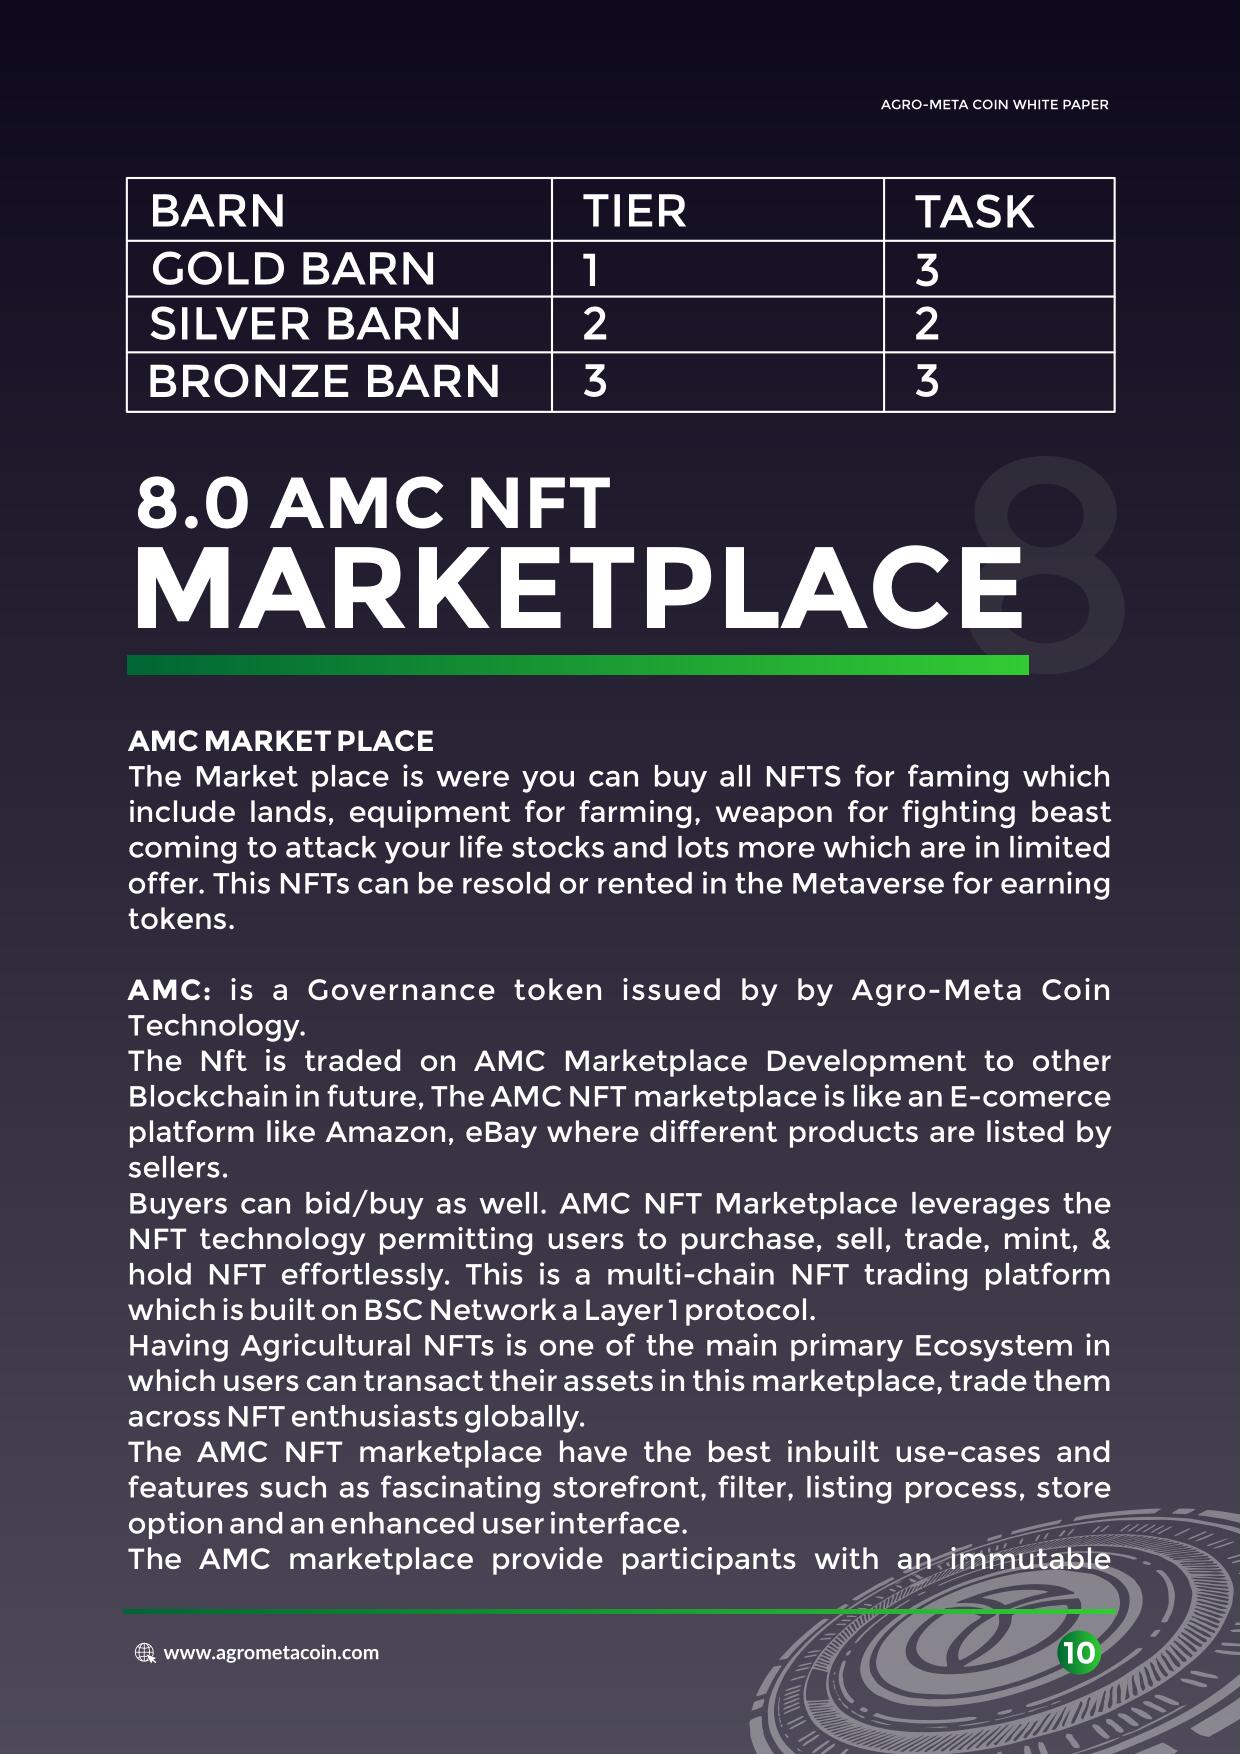 AGRO-META COIN WHITE PAPER
BARN TIER TASK
GOLD BARN 1 3
SILVER BARN 2 2
BRONZE BARN 3 3
8
8.0 AMC NFT
MARKETPLACE
AMC MARKET PLACE
The Market place is were you can buy all NFTS for faming which
include lands, equipment for farming, weapon for fighting beast
coming to attack your life stocks and lots more which are in limited
offer. This NFTs can be resold or rented in the Metaverse for earning
tokens.
AMC: is a Governance token issued by by Agro-Meta Coin
Technology.
The Nft is traded on AMC Marketplace Development to other
Blockchain in future, The AMC NFT marketplace is like an E-comerce
platform like Amazon, eBay where different products are listed by
sellers.
Buyers can bid/buy as well. AMC NFT Marketplace leverages the
NFT technology permitting users to purchase, sell, trade, mint, &
hold NFT effortlessly. This is a multi-chain NFT trading platform
which is built on BSC Network a Layer 1 protocol.
Having Agricultural NFTs is one of the main primary Ecosystem in
which users can transact their assets in this marketplace, trade them
across NFT enthusiasts globally.
The AMC NFT marketplace have the best inbuilt use-cases and
features such as fascinating storefront, filter, listing process, store
option and an enhanced user interface.
The AMC marketplace provide participants with an immutable
www.agrometacoin.com
10